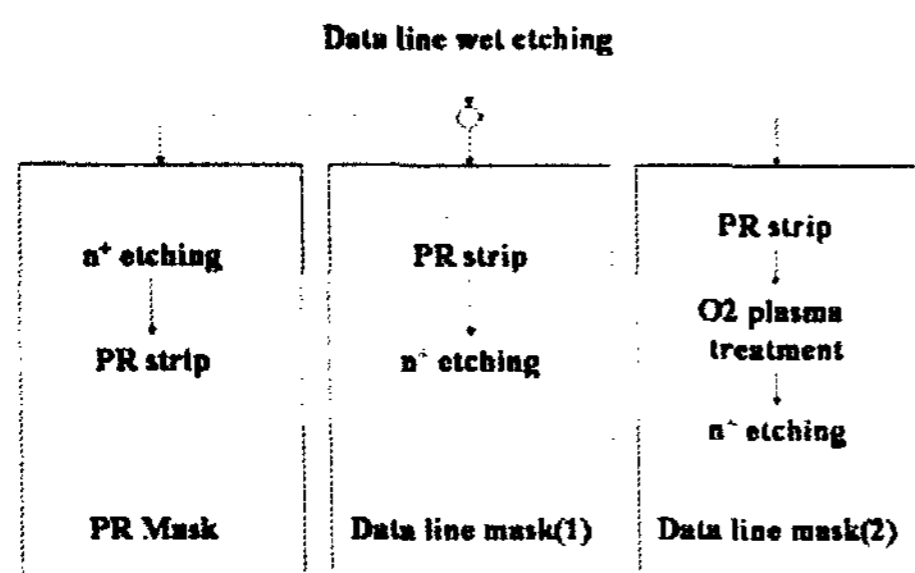 Data line wet etching
n⁺ etching
PR strip
PR Mask
PR strip
n⁺ etching
Data line mask(1)
PR strip
O2 plasma
treatment
n⁺ etching
Data line mask(2)